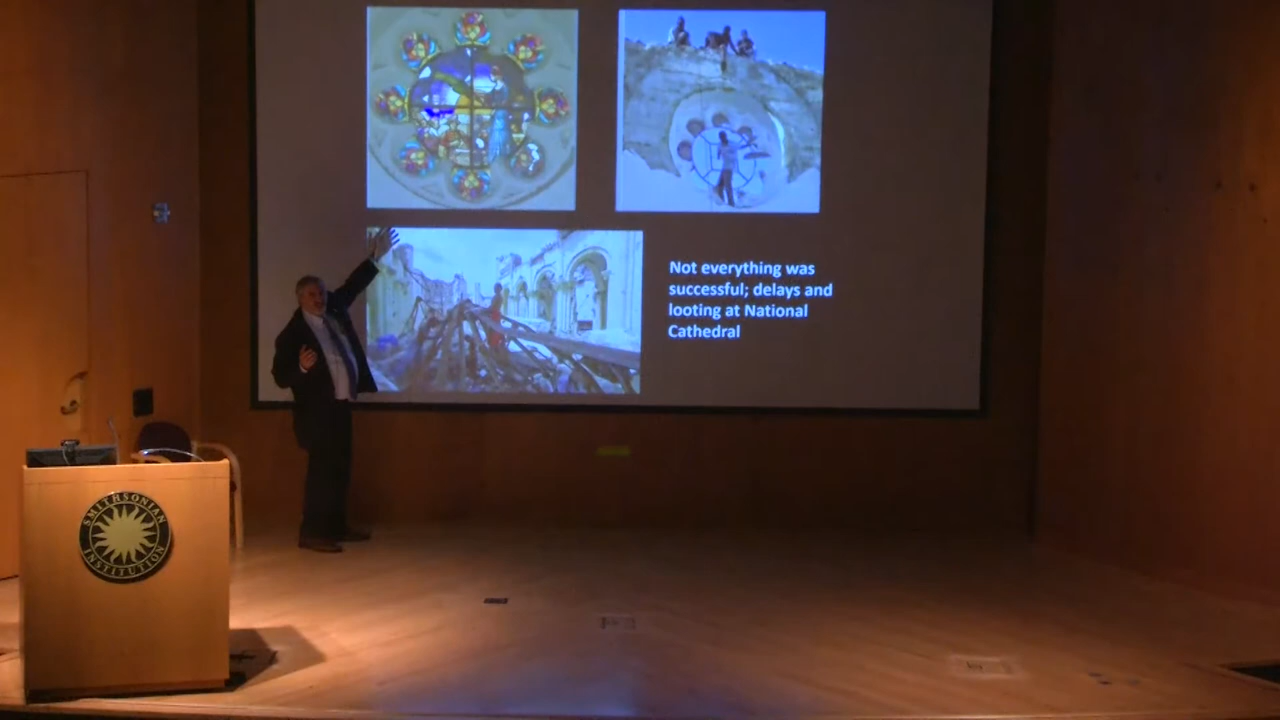 Not everything was
successful; delays and
looting at National
Cathedral
SMITHSONIAN
INSTITUTION